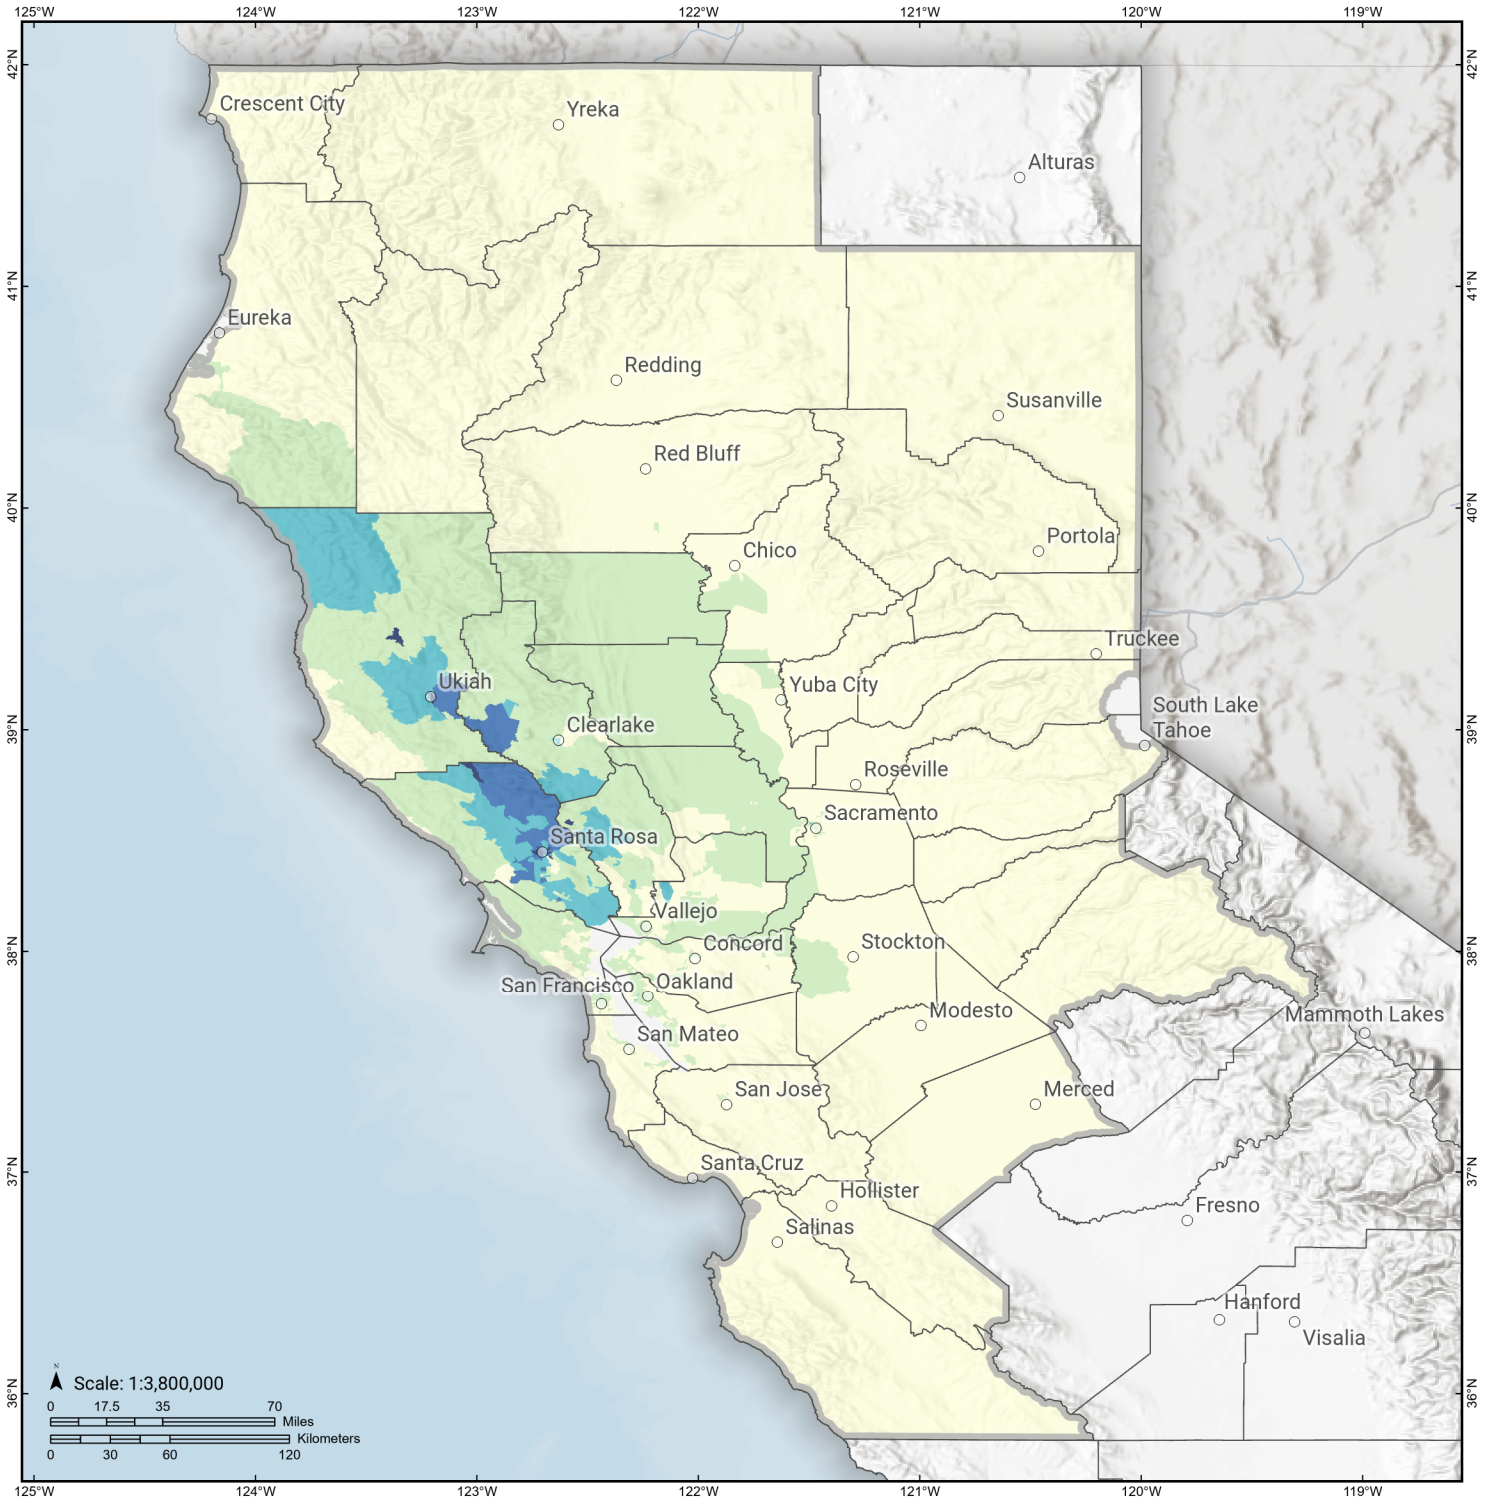 125°W 124°W 123°W 122°W 121°W 120°W 119°W
42°N 42°N
Crescent City
Yreka
Alturas
41°N 41°N
Eureka
Redding
Susanville
Red Bluff
40°N 40°N
Portola
Chico
Truckee
Ukiah
Yuba City
South Lake
Tahoe
39°N 39°N
Clearlake
Roseville
Sacramento
Santa Rosa
Vallejo
38°N 38°N
Concord
Stockton
San Francisco
Oakland
Modesto
Mammoth Lakes
San Mateo
San Jose
Merced
37°N 37°N
Santa Cruz
Hollister
Fresno
Salinas
Hanford
Visalia
36°N 36°N
N
Scale: 1:3,800,000
0 17.5 35 70
Miles
Kilometers
0 30 60 120
125°W 124°W 123°W 122°W 121°W 120°W 119°W